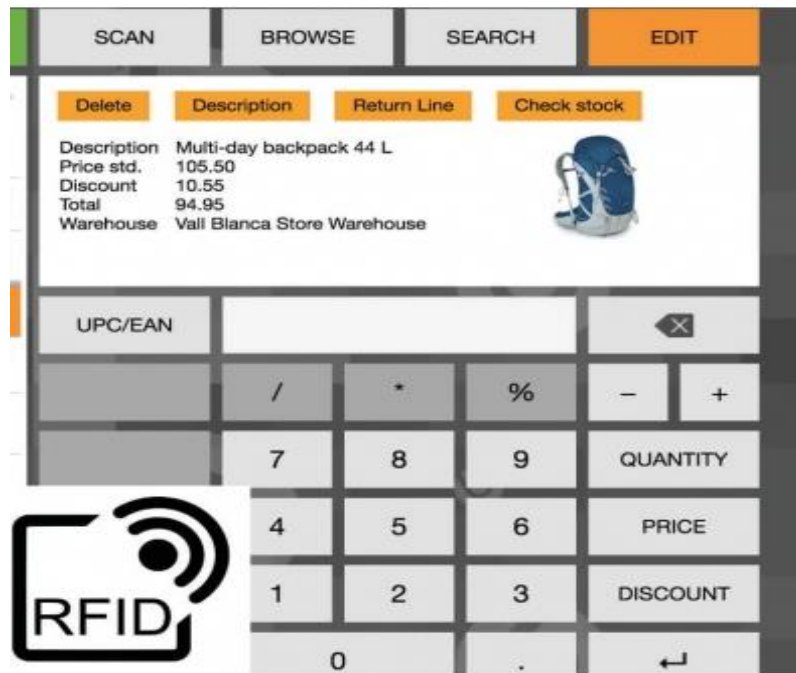 SCAN BROWSE SEARCH EDIT
Delete Description Return Line Check stock
Description Multi-day backpack 44 L
Price std. 105.50
Discount 10.55
Total 94.95
Warehouse Vall Blanca Store Warehouse
UPC/EAN
/ * % - +
7 8 9 QUANTITY
4 5 6 PRICE
1 2 3 DISCOUNT
0 .
RFID